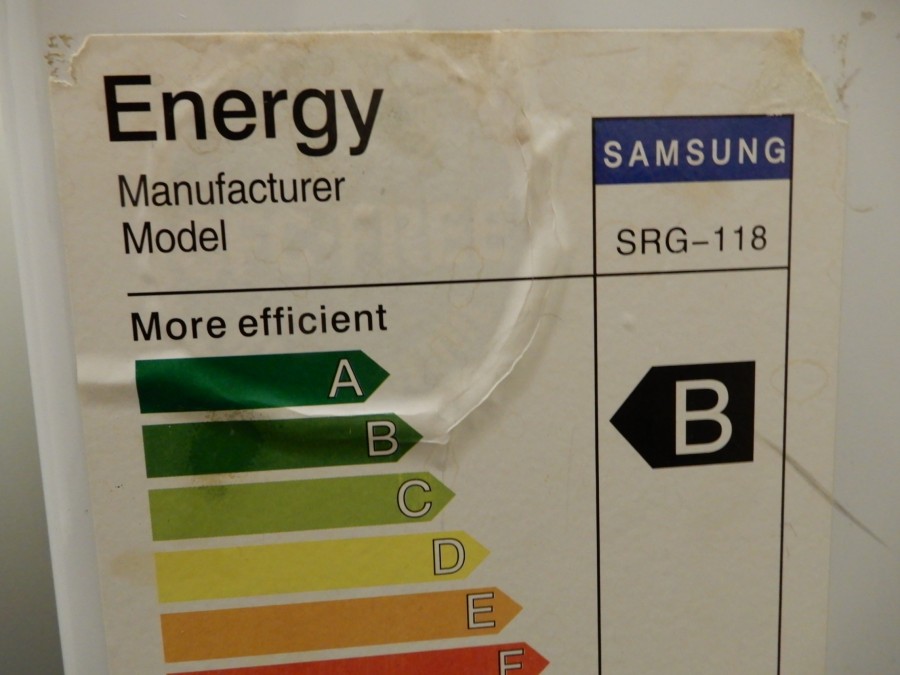 Energy
SAMSUNG
Manufacturer
Model
SRG-118
More efficient
A
B
B
C
D
E
F